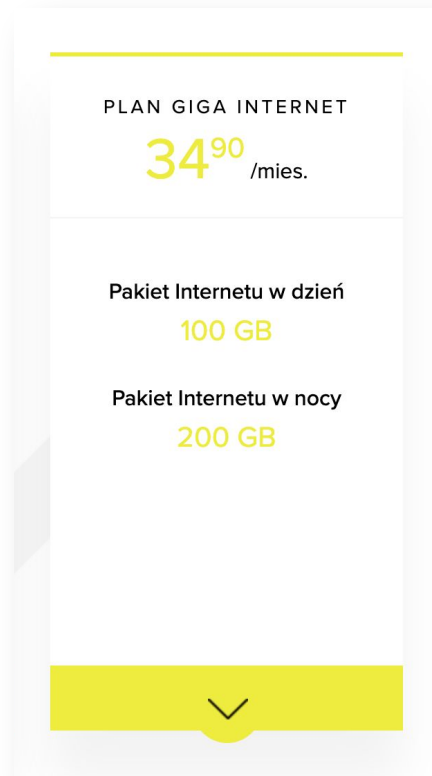 PLAN GIGA INTERNET
34⁹⁰ /mies.
Pakiet Internetu w dzień
100 GB
Pakiet Internetu w nocy
200 GB